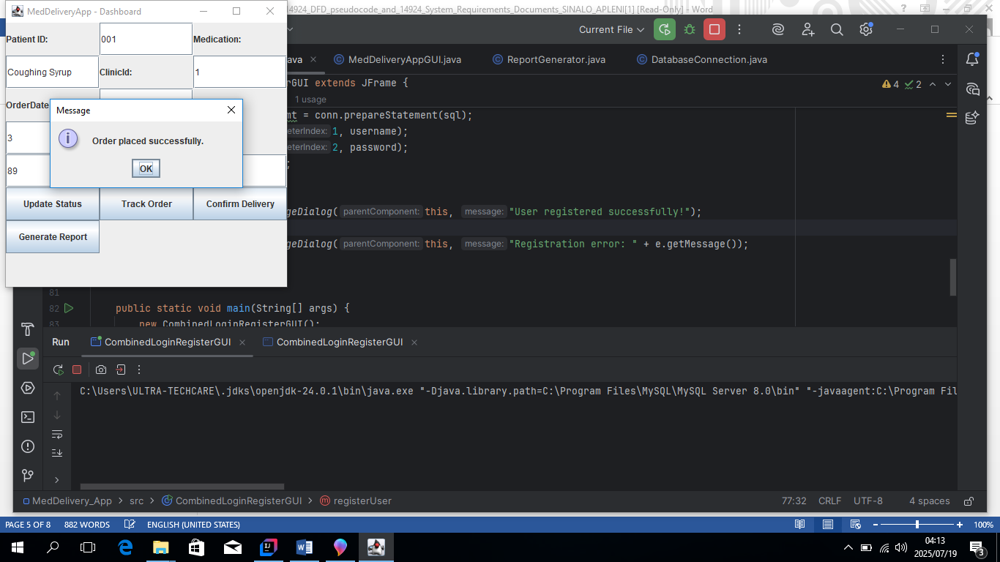 MedDeliveryApp - Dashboard
14924_DFD_pseudocode_and_14924_System_Requirements_Documents_SINALO_APLENI[1] [Read-Only] - Word
Patient ID:
001
Medication:
Coughing Syrup
ClinicId:
1
OrderDate
3
89
Message
Order placed successfully.
OK
Update Status
Track Order
Confirm Delivery
Generate Report
Current File
ava
MedDeliveryAppGUI.java
ReportGenerator.java
DatabaseConnection.java
rGUI extends JFrame {
4
2
1 usage
mt = conn.prepareStatement(sql);
eterIndex: 1, username);
eterIndex: 2, password);
;
geDialog( parentComponent: this, message: "User registered successfully!");
geDialog( parentComponent: this, message: "Registration error: " + e.getMessage());
81
82 public static void main(String[] args) {
83 new CombinedLoginRegisterGUI();
Run
CombinedLoginRegisterGUI
CombinedLoginRegisterGUI
C:\Users\ULTRA-TECHCARE\.jdks\openjdk-24.0.1\bin\java.exe "-Djava.library.path=C:\Program Files\MySQL\MySQL Server 8.0\bin" "-javaagent:C:\Program Fil
MedDelivery_App > src > CombinedLoginRegisterGUI > registerUser
77:32 CRLF UTF-8 4 spaces
PAGE 5 OF 8 882 WORDS ENGLISH (UNITED STATES) 100%
04:13
2025/07/19
3